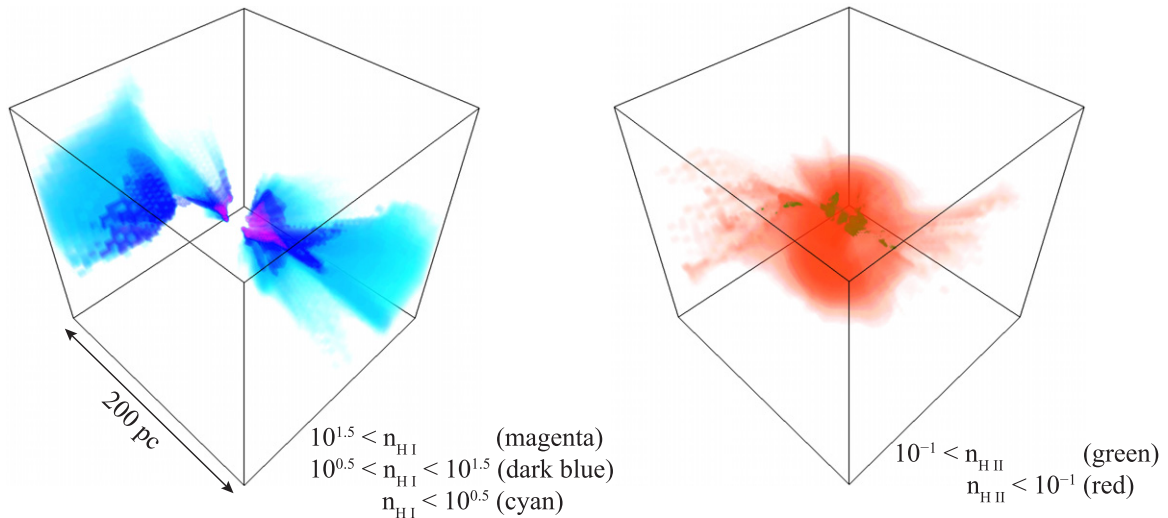 200 pc
10^1.5 < n_H I (magenta)
10^0.5 < n_H I < 10^1.5 (dark blue)
n_H I < 10^0.5 (cyan)
10^−1 < n_H II (green)
n_H II < 10^−1 (red)